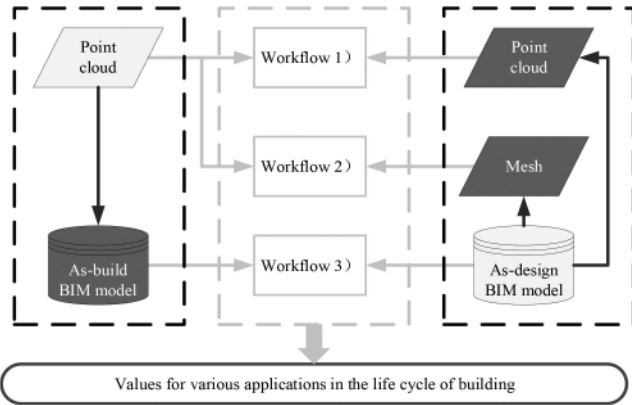 Point
cloud
Workflow 1）
Point
cloud
Workflow 2）
Mesh
As-build
BIM model
Workflow 3）
As-design
BIM model
Values for various applications in the life cycle of building